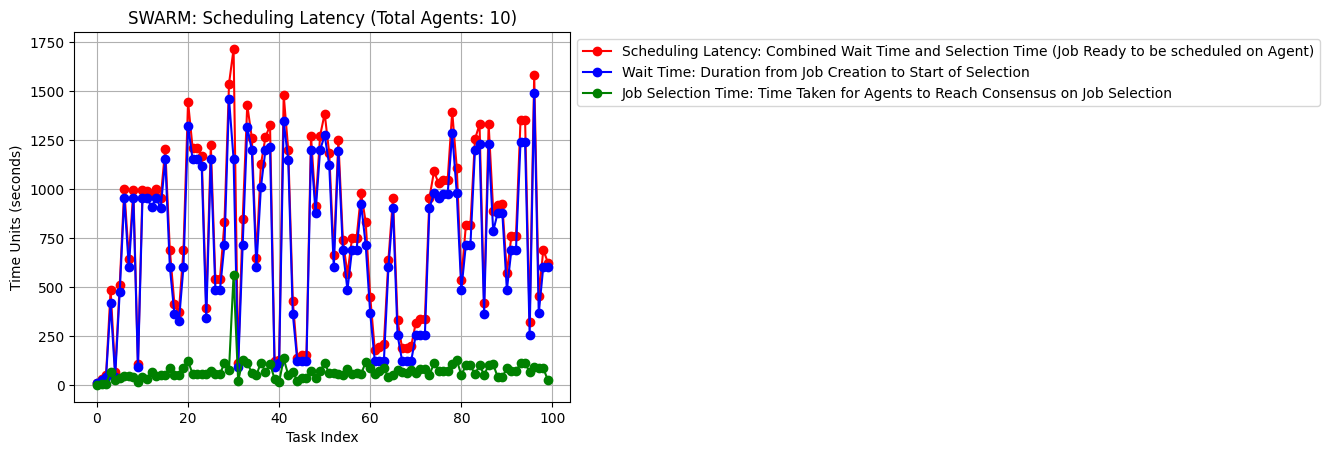 SWARM: Scheduling Latency (Total Agents: 10)
Scheduling Latency: Combined Wait Time and Selection Time (Job Ready to be scheduled on Agent)
Wait Time: Duration from Job Creation to Start of Selection
Job Selection Time: Time Taken for Agents to Reach Consensus on Job Selection
Time Units (seconds)
1750
1500
1250
1000
750
500
250
0
0 20 40 60 80 100
Task Index